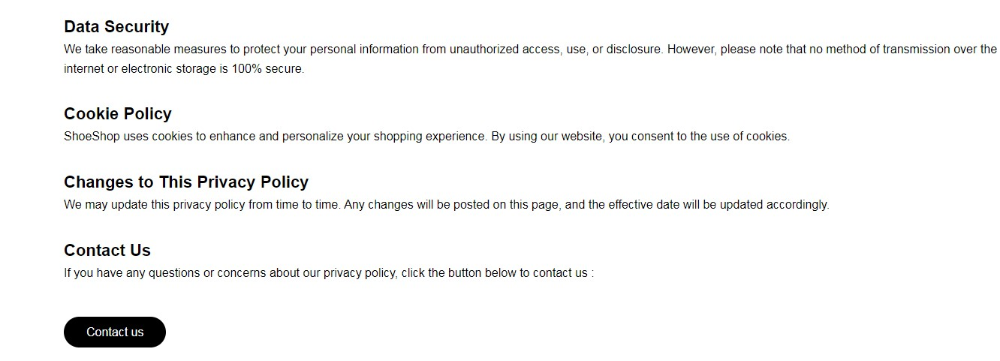 Data Security
We take reasonable measures to protect your personal information from unauthorized access, use, or disclosure. However, please note that no method of transmission over the
internet or electronic storage is 100% secure.
Cookie Policy
ShoeShop uses cookies to enhance and personalize your shopping experience. By using our website, you consent to the use of cookies.
Changes to This Privacy Policy
We may update this privacy policy from time to time. Any changes will be posted on this page, and the effective date will be updated accordingly.
Contact Us
If you have any questions or concerns about our privacy policy, click the button below to contact us :
Contact us